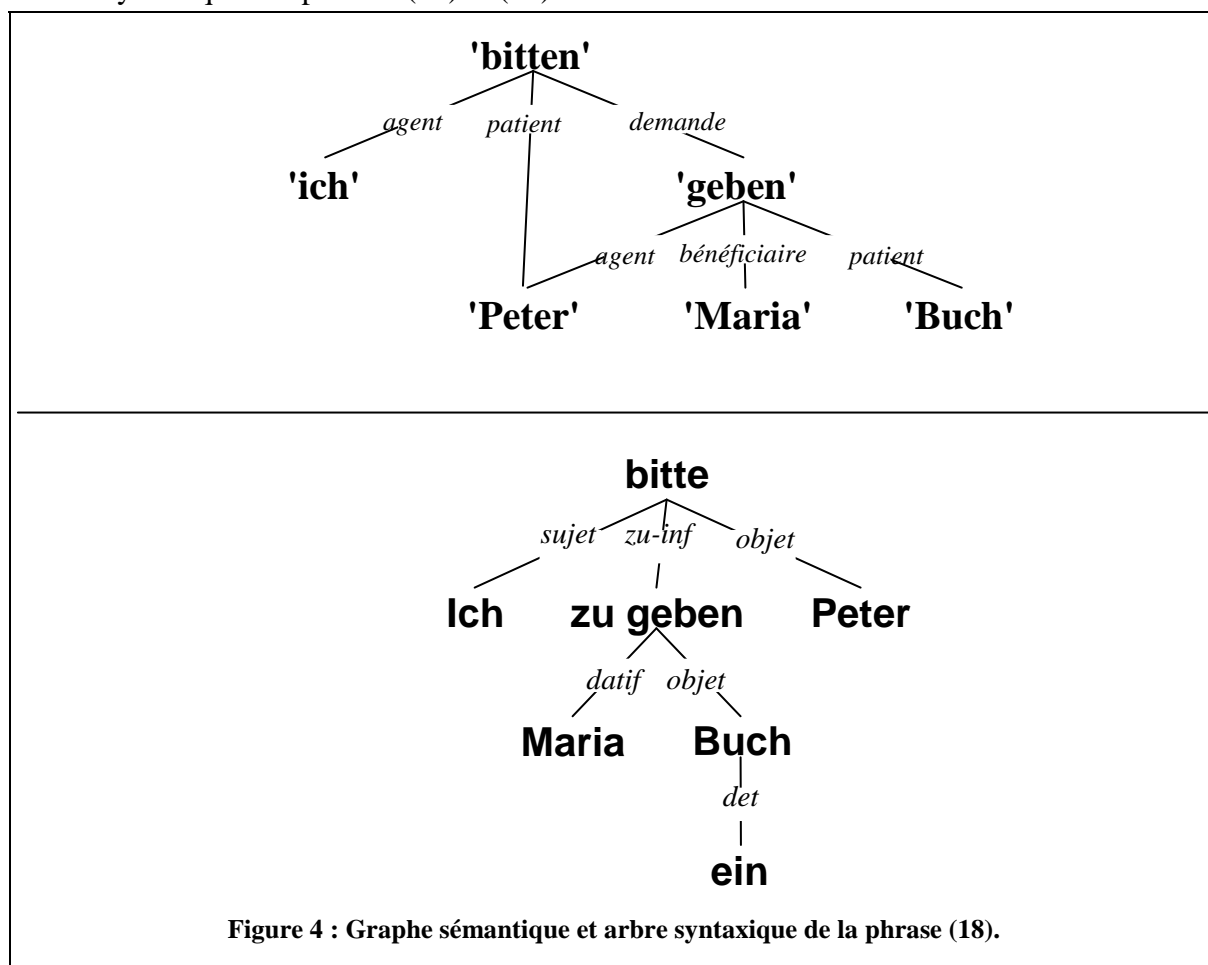 'bitten'
agent patient demande
'ich' 'geben'
agent bénéficiaire patient
'Peter' 'Maria' 'Buch'
bitte
sujet zu-inf objet
Ich zu geben Peter
datif objet
Maria Buch
det
ein
Figure 4 : Graphe sémantique et arbre syntaxique de la phrase (18).